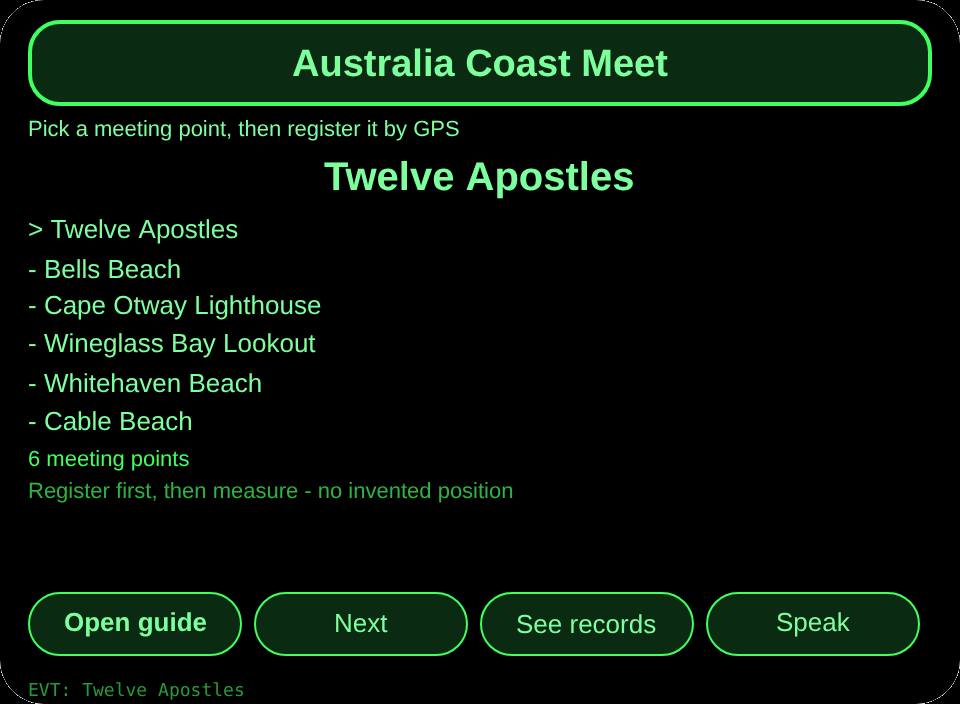 Australia Coast Meet
Pick a meeting point, then register it by GPS
Twelve Apostles
> Twelve Apostles
- Bells Beach
- Cape Otway Lighthouse
- Wineglass Bay Lookout
- Whitehaven Beach
- Cable Beach
6 meeting points
Register first, then measure - no invented position
Open guide
Next
See records
Speak
EVT: Twelve Apostles